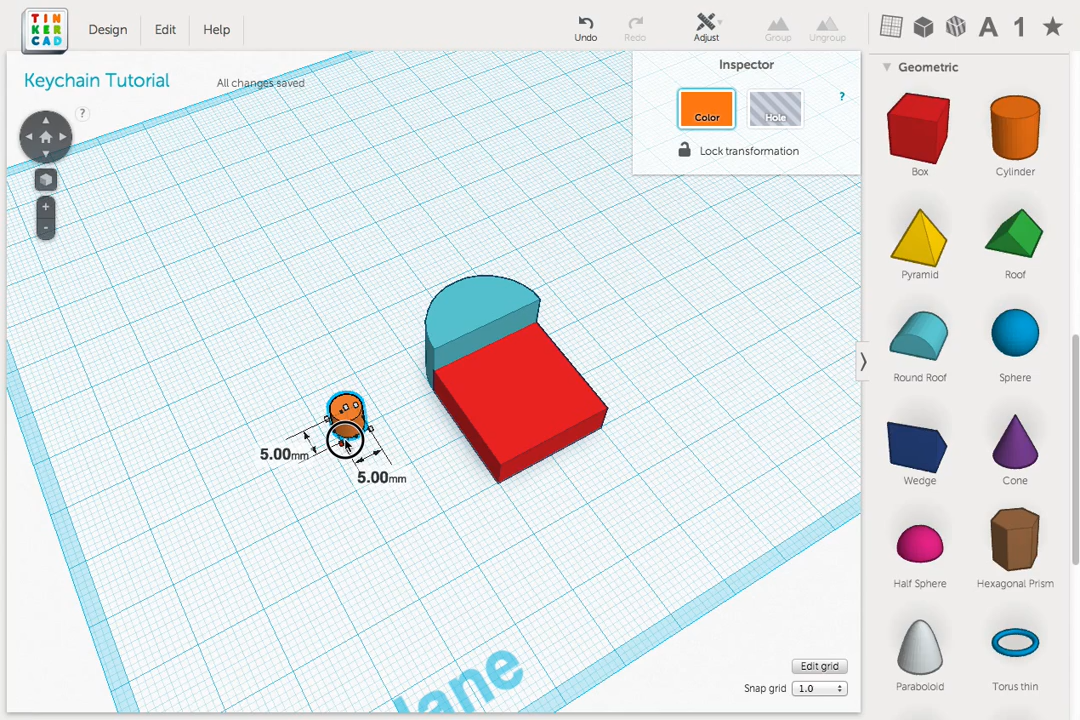 TIN
KER
CAD
Design
Edit
Help
Undo
Redo
Adjust
Group
Ungroup
A
1
Keychain Tutorial
All changes saved
?
+
-
Inspector
Color
Hole
?
Lock transformation
5.00mm
5.00mm
lane
Edit grid
Snap grid
1.0
Geometric
Box
Cylinder
Pyramid
Roof
Round Roof
Sphere
Wedge
Cone
Half Sphere
Hexagonal Prism
Paraboloid
Torus thin